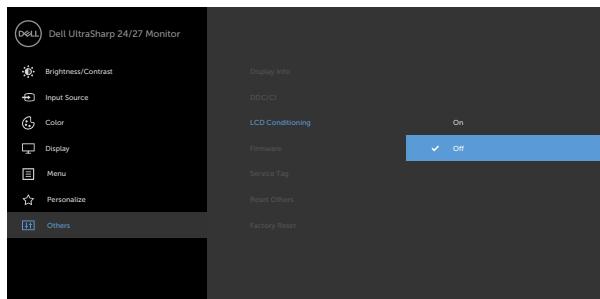 DELL
Dell UltraSharp 24/27 Monitor
Brightness/Contrast
Input Source
Color
Display
Menu
Personalize
Others
Display Info
DDC/CI
LCD Conditioning
Firmware
Service Tag
Reset Others
Factory Reset
On
Off